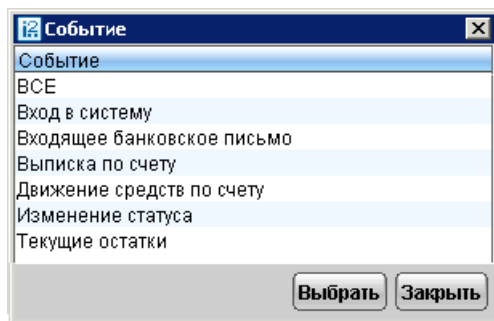 i2 Событие
Событие
ВСЕ
Вход в систему
Входящее банковское письмо
Выписка по счету
Движение средств по счету
Изменение статуса
Текущие остатки
Выбрать Закрыть